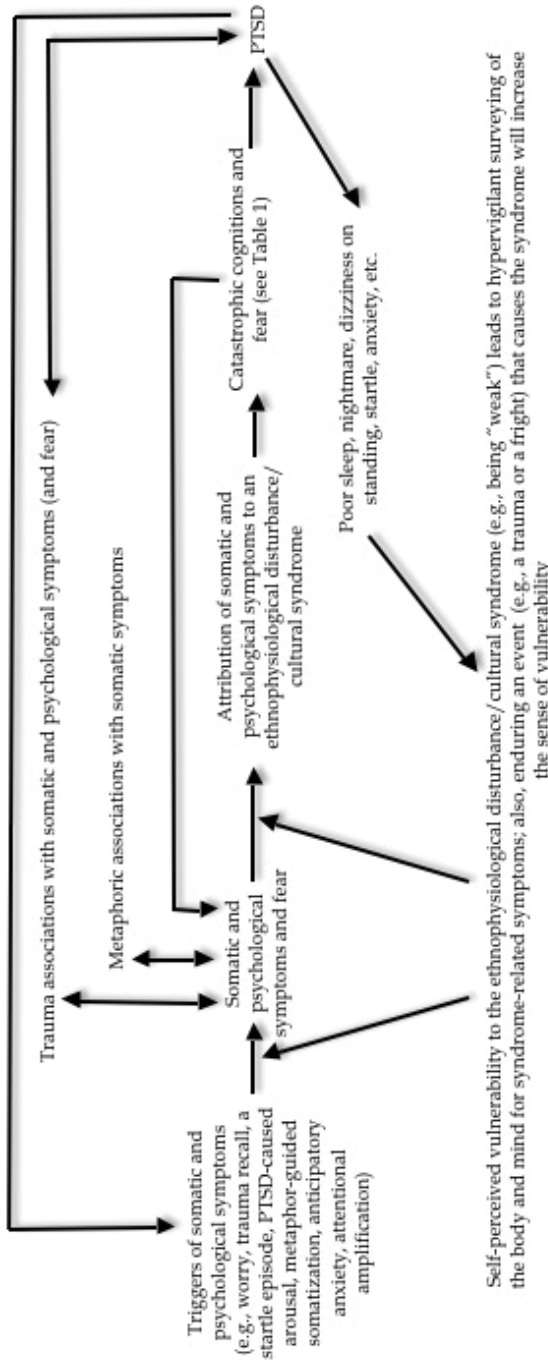 Trauma associations with somatic and psychological symptoms (and fear)
Metaphoric associations with somatic symptoms
Triggers of somatic and
psychological symptoms
(e.g., worry, trauma recall, a
startle episode, PTSD-caused
arousal, metaphor-guided
somatization, anticipatory
anxiety, attentional
amplification)
Somatic and
psychological
symptoms and fear
Attribution of somatic and
psychological symptoms to an
ethnophysiological disturbance/
cultural syndrome
Catastrophic cognitions and
fear (see Table 1)
PTSD
Poor sleep, nightmare, dizziness on
standing, startle, anxiety, etc.
Self-perceived vulnerability to the ethnophysiological disturbance/cultural syndrome (e.g., being “weak”) leads to hypervigilant surveying of
the body and mind for syndrome-related symptoms; also, enduring an event (e.g., a trauma or a fright) that causes the syndrome will increase
the sense of vulnerability